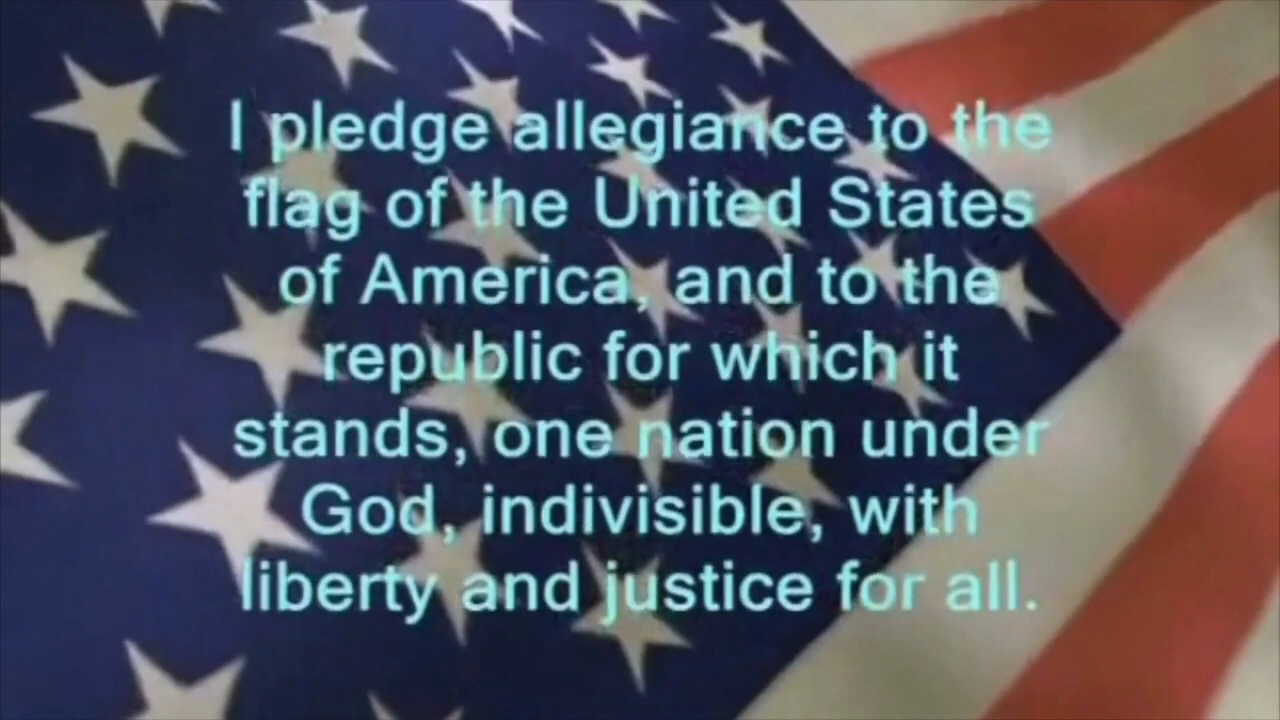 I pledge allegiance to the
flag of the United States
of America, and to the
republic for which it
stands, one nation under
God, indivisible, with
liberty and justice for all.